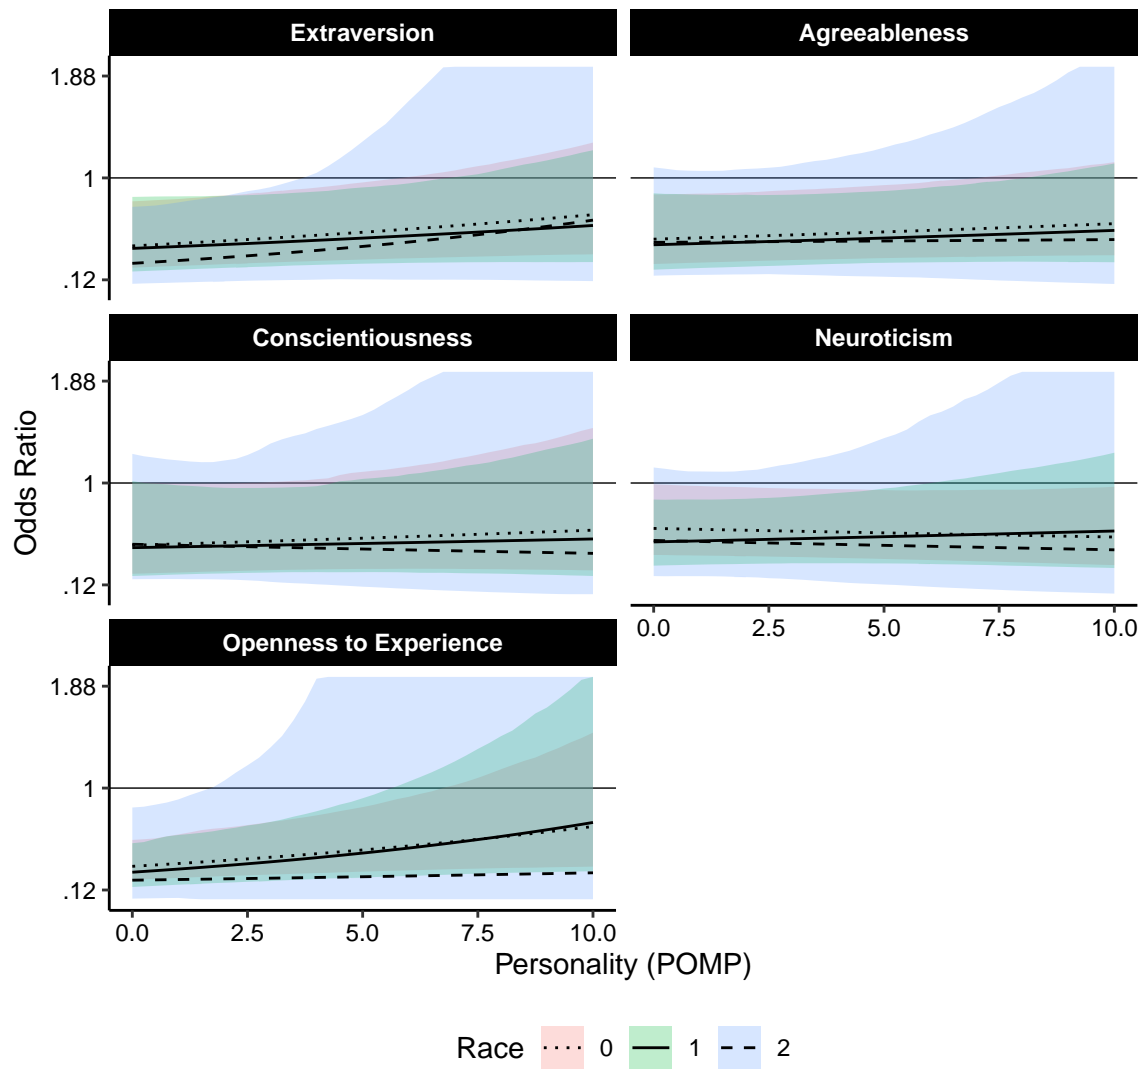 Extraversion Agreeableness
1.88
1
.12
Conscientiousness Neuroticism
1.88
1
.12
0.0 2.5 5.0 7.5 10.0
Openness to Experience
1.88
1
.12
0.0 2.5 5.0 7.5 10.0
Odds Ratio
Personality (POMP)
Race 0 1 2